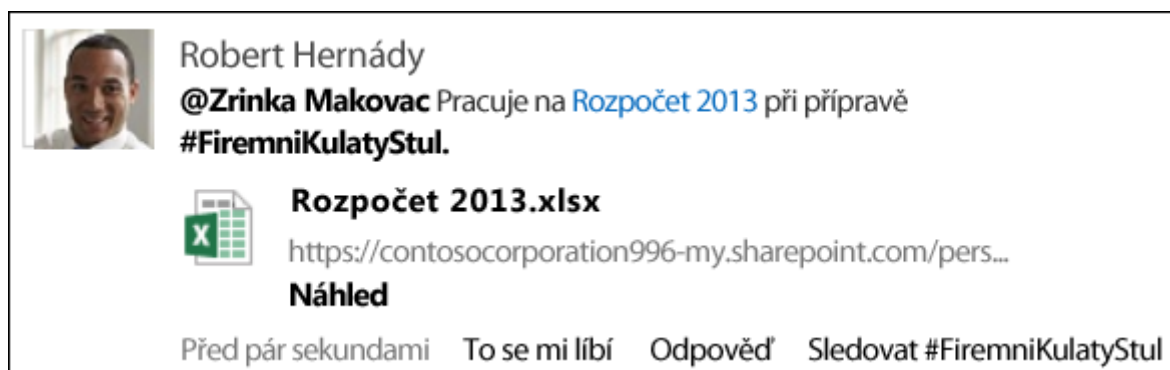 Robert Hernády
@Zrinka Makovac Pracuje na Rozpočet 2013 při přípravě
#FiremniKulatyStul.
Rozpočet 2013.xlsx
https://contosocorporation996-my.sharepoint.com/pers...
Náhled
Před pár sekundami To se mi líbí Odpověď Sledovat #FiremniKulatyStul